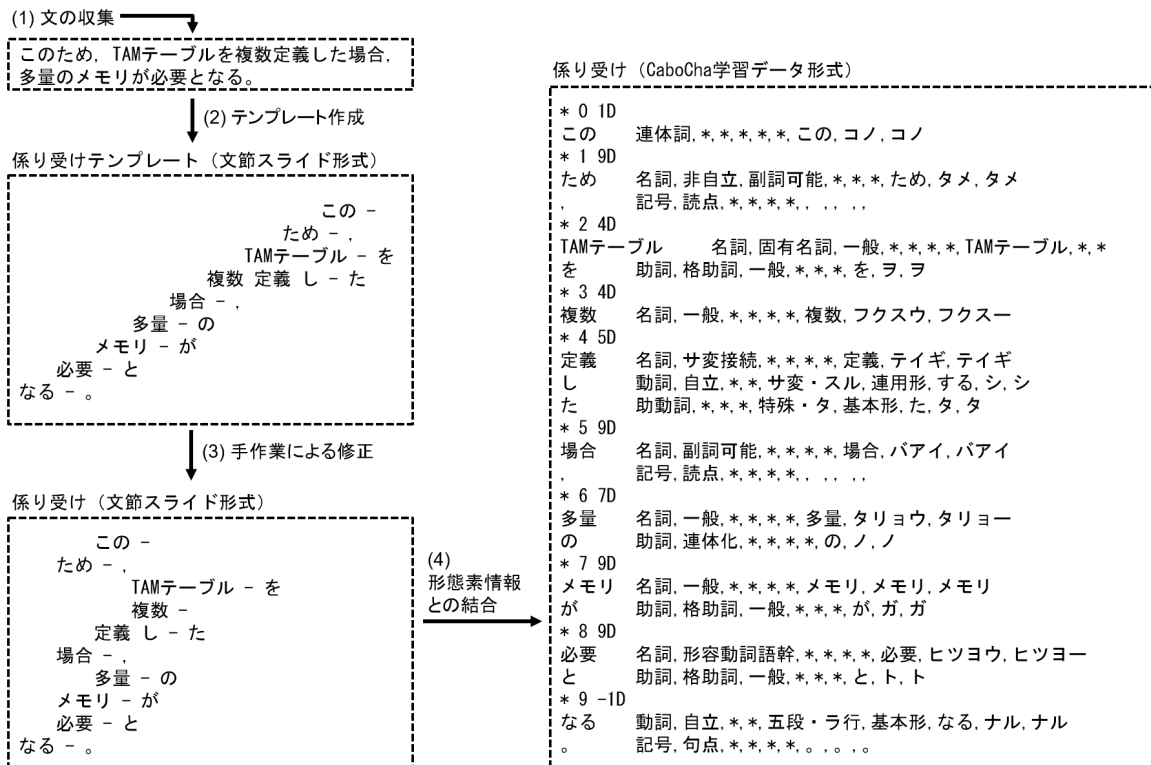 (1) 文の収集
このため, TAMテーブルを複数定義した場合,
多量のメモリが必要となる。
(2) テンプレート作成
係り受けテンプレート (文節スライド形式)
この -
ため - ,
TAMテーブル - を
複数 定義 し - た
場合 - ,
多量 - の
メモリ - が
必要 - と
なる - 。
(3) 手作業による修正
係り受け (文節スライド形式)
この -
ため - ,
TAMテーブル - を
複数 -
定義 し - た
場合 - ,
多量 - の
メモリ - が
必要 - と
なる - 。
(4)
形態素情報
との結合
係り受け (CaboCha学習データ形式)
* 0 1D
この 連体詞,*,*,*,*,*,この,コノ,コノ
* 1 9D
ため 名詞,非自立,副詞可能,*,*,*,ため,タメ,タメ
, 記号,読点,*,*,*,*,, ,, ,,
* 2 4D
TAMテーブル 名詞,固有名詞,一般,*,*,*,*,TAMテーブル,*,*
を 助詞,格助詞,一般,*,*,*,を,ヲ,ヲ
* 3 4D
複数 名詞,一般,*,*,*,*,複数,フクスウ,フクスー
* 4 5D
定義 名詞,サ変接続,*,*,*,*,定義,テイギ,テイギ
し 動詞,自立,*,*,サ変・スル,連用形,する,シ,シ
た 助動詞,*,*,*,特殊・タ,基本形,た,タ,タ
* 5 9D
場合 名詞,副詞可能,*,*,*,*,場合,バアイ,バアイ
, 記号,読点,*,*,*,*,, ,, ,,
* 6 7D
多量 名詞,一般,*,*,*,*,多量,タリョウ,タリョー
の 助詞,連体化,*,*,*,*,の,ノ,ノ
* 7 9D
メモリ 名詞,一般,*,*,*,*,メモリ,メモリ,メモリ
が 助詞,格助詞,一般,*,*,*,が,ガ,ガ
* 8 9D
必要 名詞,形容動詞語幹,*,*,*,*,必要,ヒツヨウ,ヒツヨー
と 助詞,格助詞,一般,*,*,*,と,ト,ト
* 9 -1D
なる 動詞,自立,*,*,五段・ラ行,基本形,なる,ナル,ナル
。 記号,句点,*,*,*,*,。,。,。